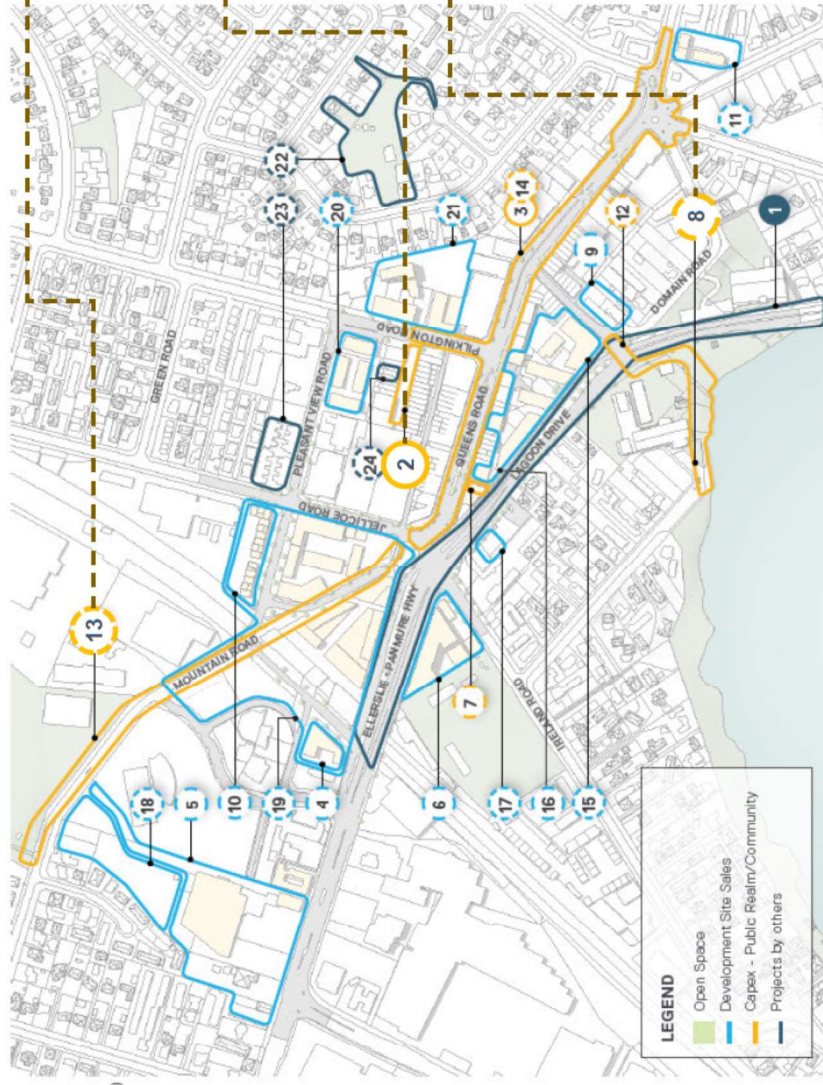 18
13
GREEN ROAD
5
MOUNTAIN ROAD
10
19
23
22
PLEASANT VIEW ROAD
4
JELLICOE ROAD
20
24
2
ELLERSLIE - PANMURE HWY
PILKINGTON ROAD
6
21
7
QUEENS ROAD
17
3 14
IRELAND ROAD
16
LAGOON DRIVE
15
9
12
DOMAIN ROAD
8
11
1
LEGEND
Open Space
Development Site Sales
Capex - Public Realm/Community
Projects by others